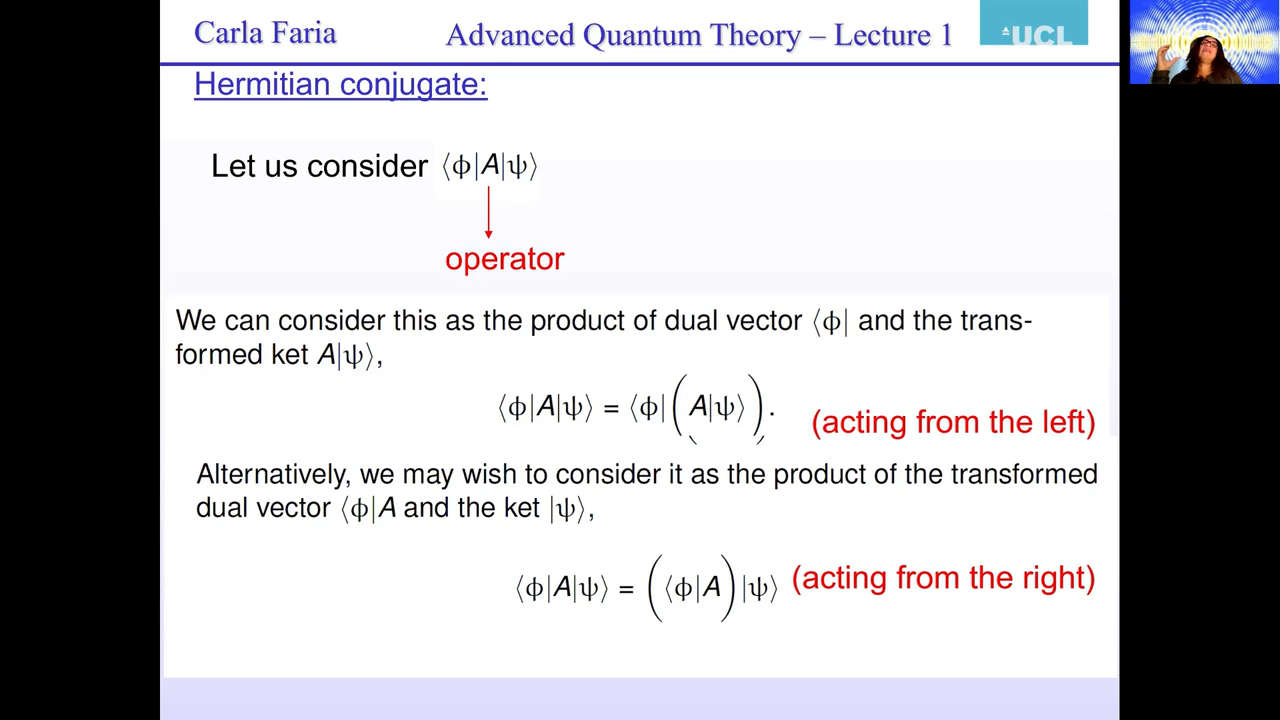 Carla Faria
Advanced Quantum Theory – Lecture 1
UCL
Hermitian conjugate:
Let us consider ⟨ϕ|A|ψ⟩
operator
We can consider this as the product of dual vector ⟨ϕ| and the trans-
formed ket A|ψ⟩,
⟨ϕ|A|ψ⟩ = ⟨ϕ|(A|ψ⟩).
(acting from the left)
Alternatively, we may wish to consider it as the product of the transformed
dual vector ⟨ϕ|A and the ket |ψ⟩,
⟨ϕ|A|ψ⟩ = (⟨ϕ|A)|ψ⟩
(acting from the right)